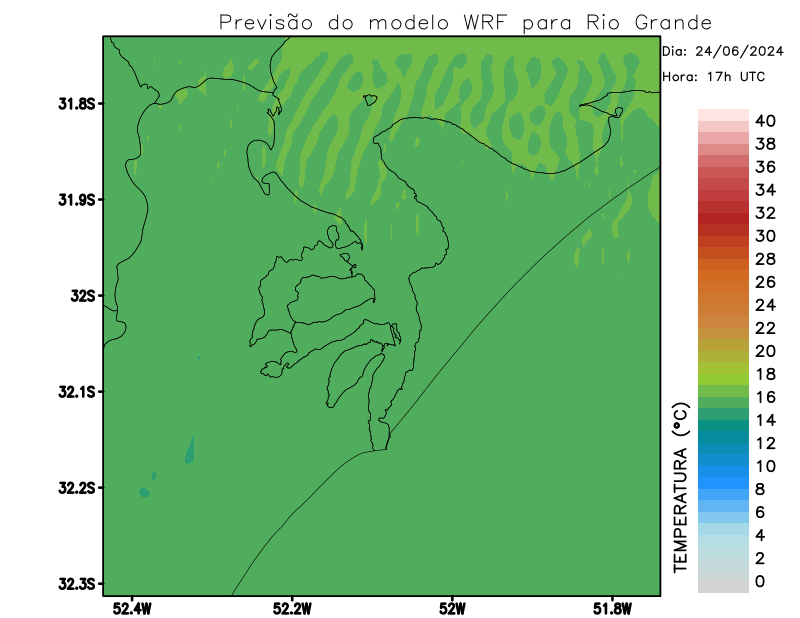 Previsão do modelo WRF para Rio Grande
Dia: 24/06/2024
Hora: 17h UTC
31.8S
31.9S
32S
32.1S
32.2S
32.3S
52.4W
52.2W
52W
51.8W
TEMPERATURA (°C)
40
38
36
34
32
30
28
26
24
22
20
18
16
14
12
10
8
6
4
2
0